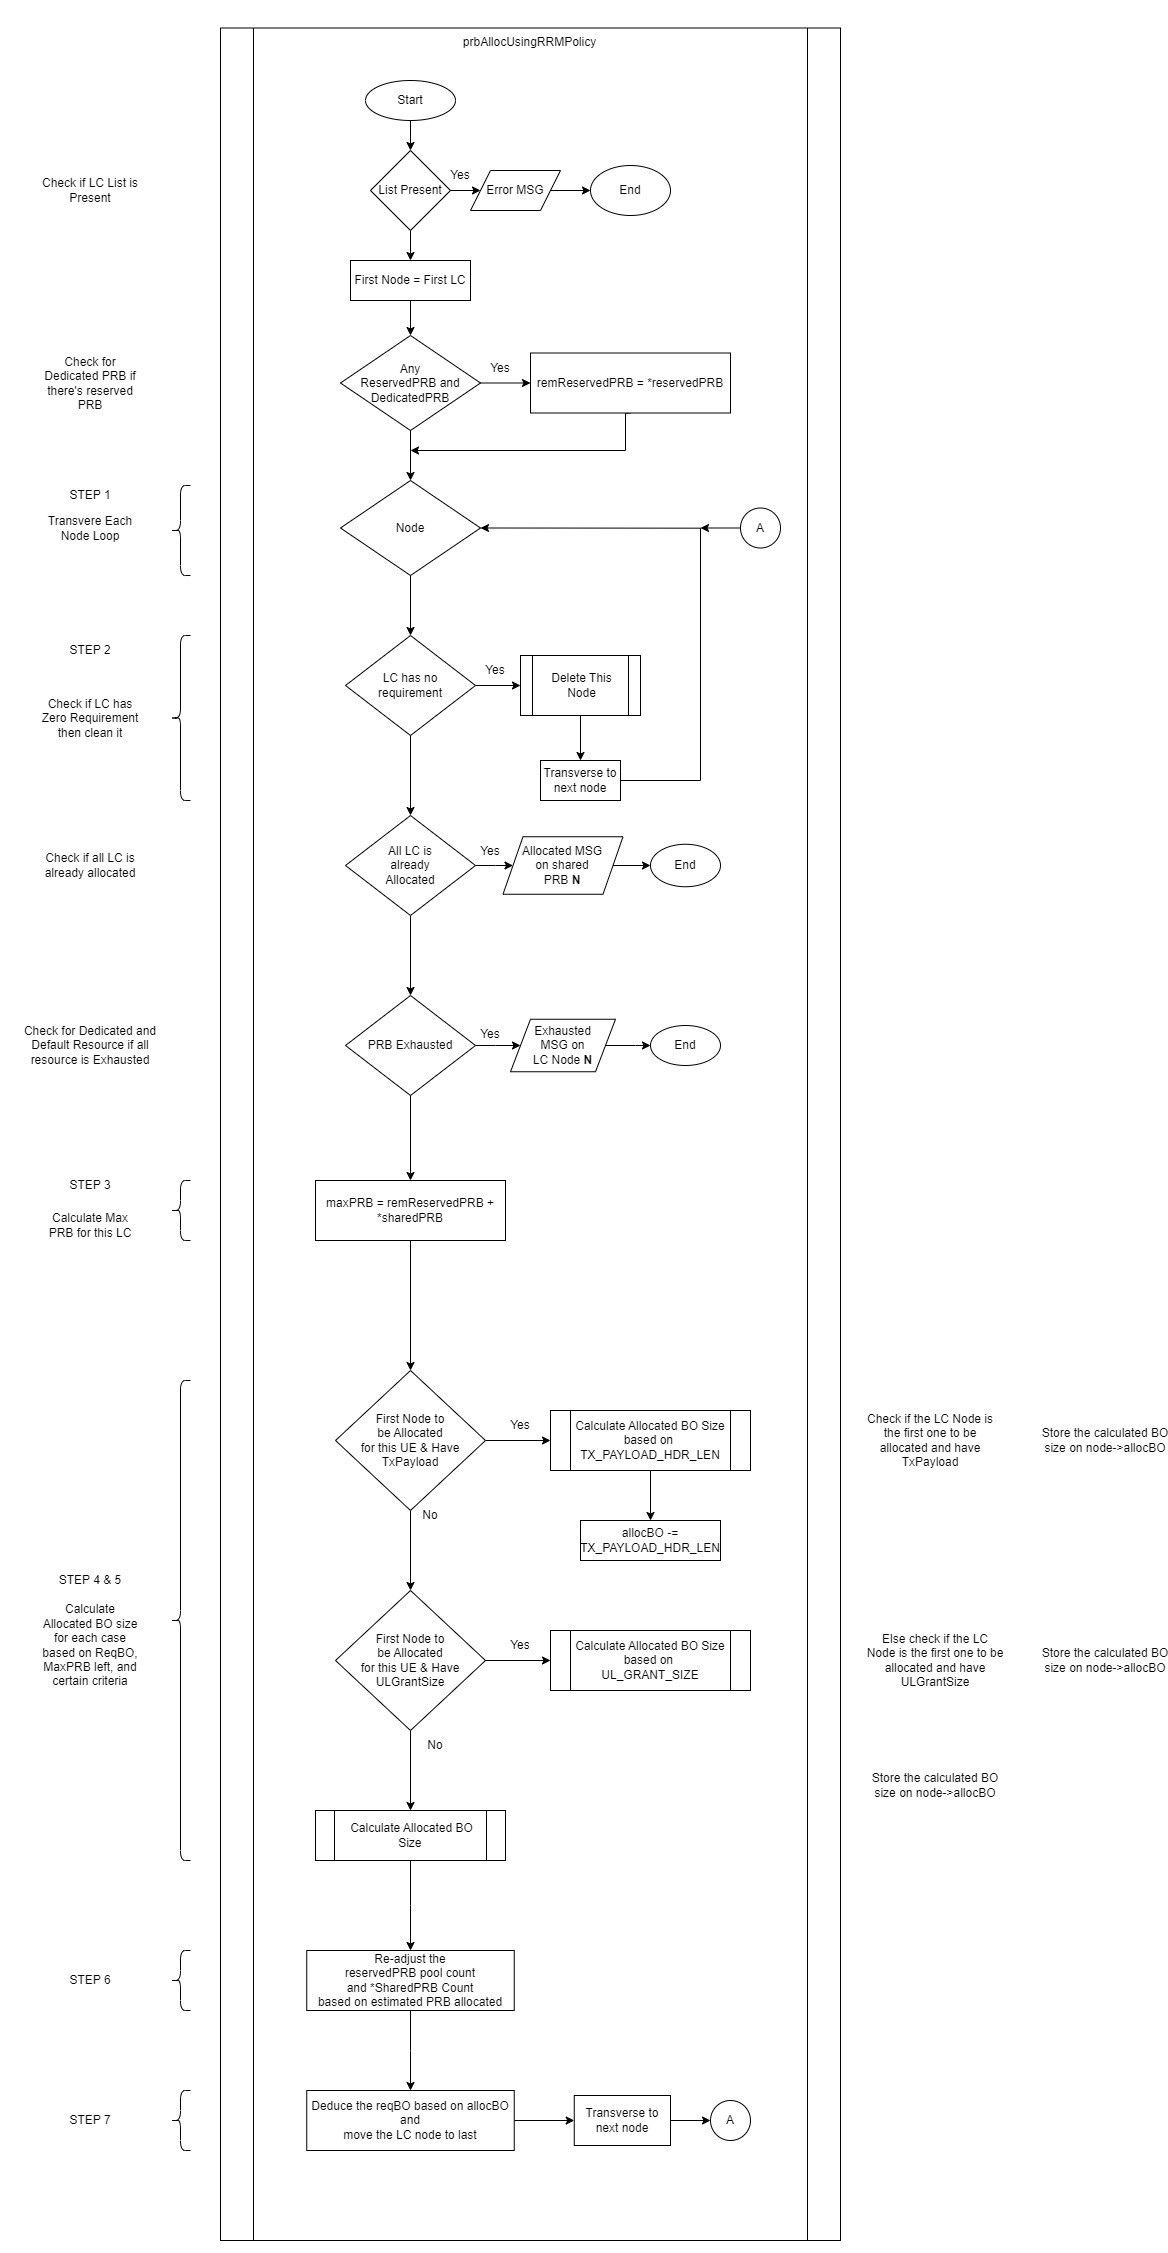 prbAllocUsingRRMPolicy
Start
Check if LC List is
Present
List Present
Yes
Error MSG
End
First Node = First LC
Check for
Dedicated PRB if
there's reserved
PRB
Any
ReservedPRB and
DedicatedPRB
Yes
remReservedPRB = *reservedPRB
STEP 1
Transvere Each
Node Loop
Node
A
STEP 2
Check if LC has
Zero Requirement
then clean it
LC has no
requirement
Yes
Delete This
Node
Transverse to
next node
Check if all LC is
already allocated
All LC is
already
Allocated
Yes
Allocated MSG
on shared
PRB N
End
Check for Dedicated and
Default Resource if all
resource is Exhausted
PRB Exhausted
Yes
Exhausted
MSG on
LC Node N
End
STEP 3
Calculate Max
PRB for this LC
maxPRB = remReservedPRB +
*sharedPRB
First Node to
be Allocated
for this UE & Have
TxPayload
Yes
Calculate Allocated BO Size
based on
TX_PAYLOAD_HDR_LEN
Check if the LC Node is
the first one to be
allocated and have
TxPayload
Store the calculated BO
size on node->allocBO
No
allocBO -=
TX_PAYLOAD_HDR_LEN
STEP 4 & 5
Calculate
Allocated BO size
for each case
based on ReqBO,
MaxPRB left, and
certain criteria
First Node to
be Allocated
for this UE & Have
ULGrantSize
Yes
Calculate Allocated BO Size
based on
UL_GRANT_SIZE
Else check if the LC
Node is the first one to be
allocated and have
ULGrantSize
Store the calculated BO
size on node->allocBO
No
Store the calculated BO
size on node->allocBO
Calculate Allocated BO
Size
STEP 6
Re-adjust the
reservedPRB pool count
and *SharedPRB Count
based on estimated PRB allocated
STEP 7
Deduce the reqBO based on allocBO
and
move the LC node to last
Transverse to
next node
A